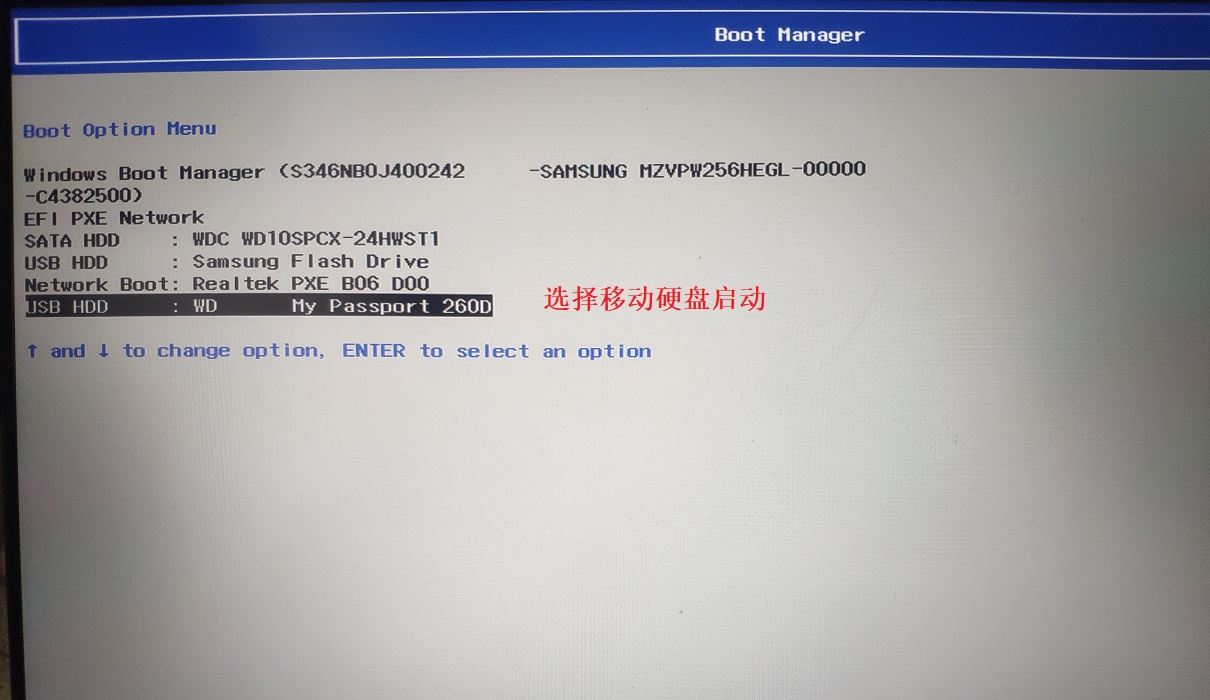 Boot Manager
Boot Option Menu
Windows Boot Manager (S346NB0J400242 -SAMSUNG MZVPW256HEGL-00000
-C4382500)
EFI PXE Network
SATA HDD : WDC WD10SPCX-24HWST1
USB HDD : Samsung Flash Drive
Network Boot: Realtek PXE B06 D00
USB HDD : WD My Passport 260D 选择移动硬盘启动
↑ and ↓ to change option, ENTER to select an option